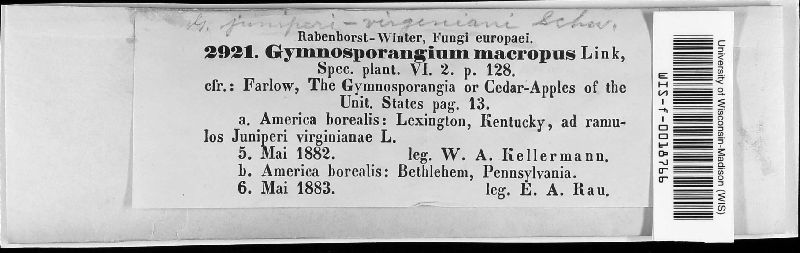 G. juniperi-virginiani Schw.
Rabenhorst-Winter, Fungi europaei.
2921. Gymnosporangium macropus Link,
Spec. plant. VI. 2. p. 128.
cfr.: Farlow, The Gymnosporangia or Cedar-Apples of the
Unit. States pag. 13.
a. America borealis: Lexington, Kentucky, ad ramu-
los Juniperi virginianae L.
5. Mai 1882. leg. W. A. Kellermann.
b. America borealis: Bethlehem, Pennsylvania.
6. Mai 1883. leg. E. A. Rau.
University of Wisconsin-Madison (WIS)
WIS-f-0018766